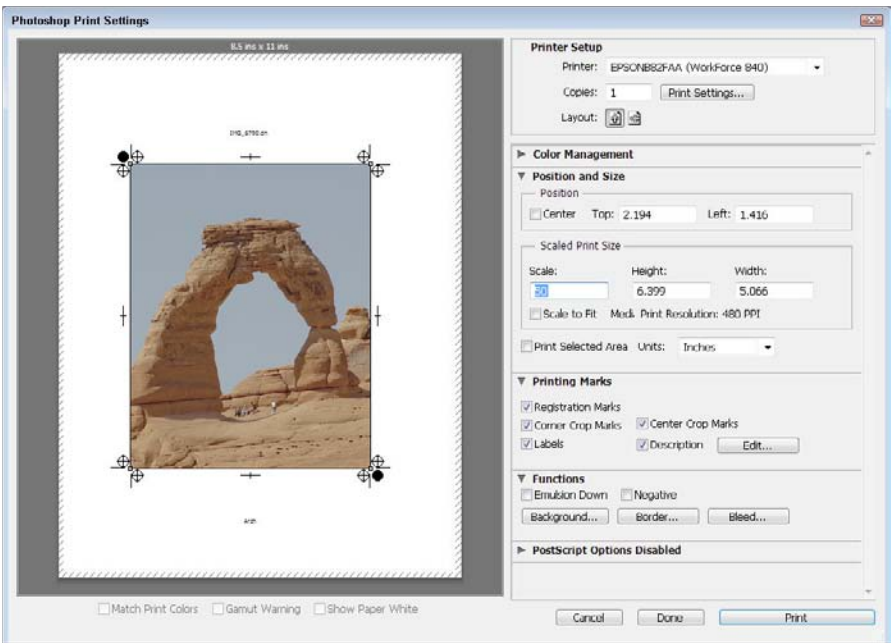 Photoshop Print Settings
8.5 ins x 11 ins
IMG_6790.dn
Arch
Match Print Colors Gamut Warning Show Paper White
Printer Setup
Printer: EPSONB82FAA (WorkForce 840)
Copies: 1 Print Settings...
Layout:
Color Management
Position and Size
Position
Center Top: 2.194 Left: 1.416
Scaled Print Size
Scale: Height: Width:
50 6.399 5.066
Scale to Fit Medi Print Resolution: 480 PPI
Print Selected Area Units: Inches
Printing Marks
Registration Marks
Corner Crop Marks Center Crop Marks
Labels Description Edit...
Functions
Emulsion Down Negative
Background... Border... Bleed...
PostScript Options Disabled
Cancel Done Print